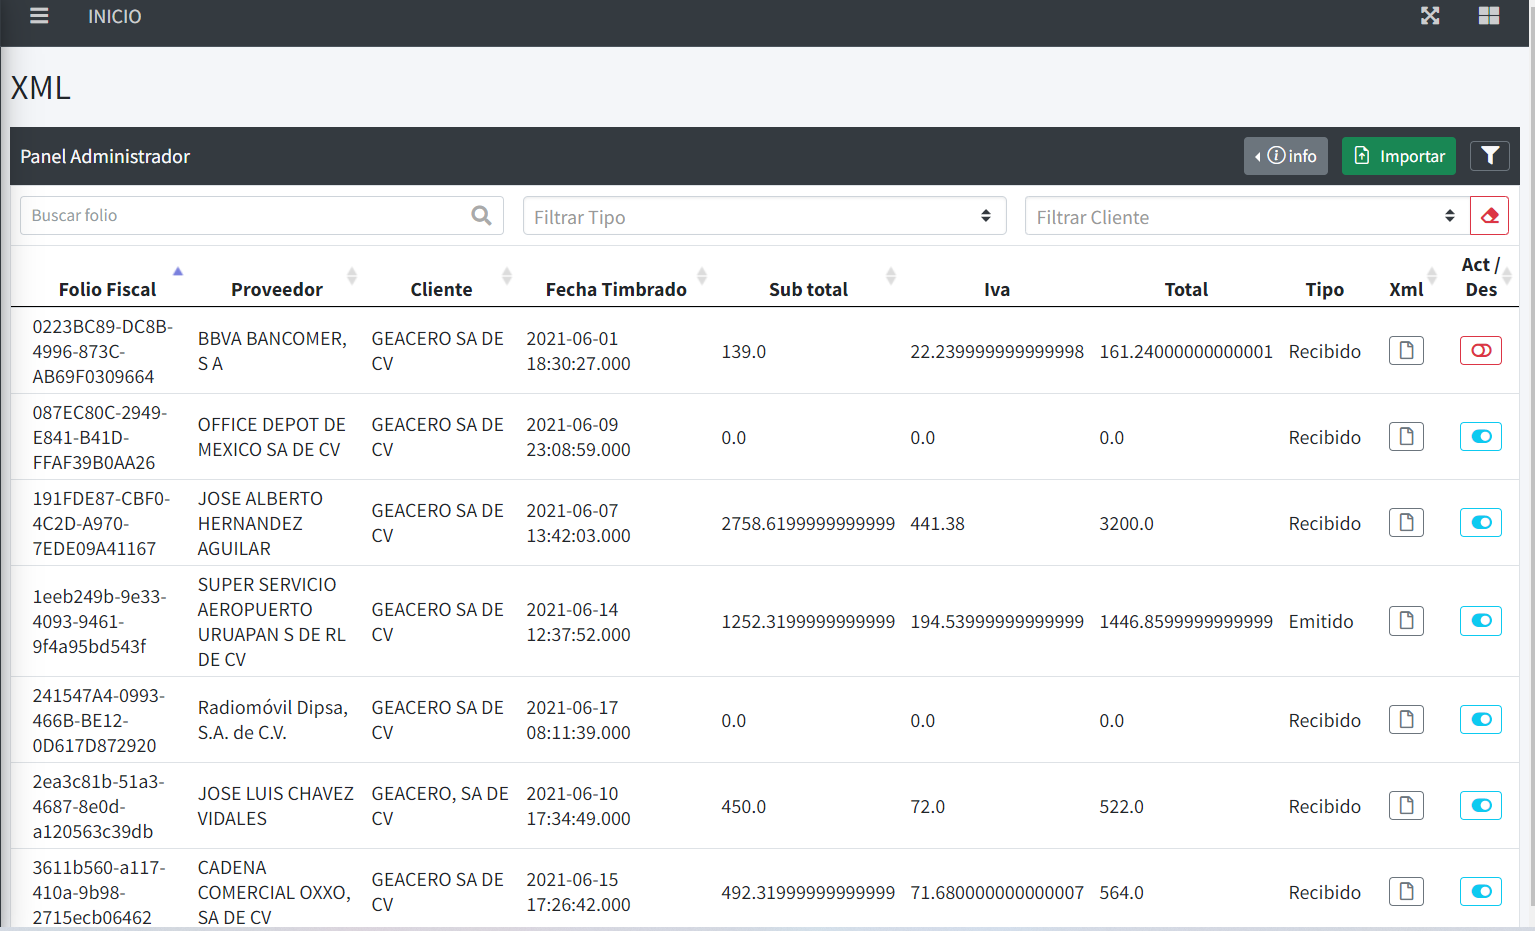 INICIO
XML
Panel Administrador
info
Importar
Buscar folio
Filtrar Tipo
Filtrar Cliente
Folio Fiscal Proveedor Cliente Fecha Timbrado Sub total Iva Total Tipo Xml Act / Des
0223BC89-DC8B-
4996-873C-
AB69F0309664
BBVA BANCOMER,
S A
GEACERO SA DE
CV
2021-06-01
18:30:27.000
139.0
22.239999999999998
161.24000000000001
Recibido
087EC80C-2949-
E841-B41D-
FFAF39B0AA26
OFFICE DEPOT DE
MEXICO SA DE CV
GEACERO SA DE
CV
2021-06-09
23:08:59.000
0.0
0.0
0.0
Recibido
191FDE87-CBF0-
4C2D-A970-
7EDE09A41167
JOSE ALBERTO
HERNANDEZ
AGUILAR
GEACERO SA DE
CV
2021-06-07
13:42:03.000
2758.6199999999999
441.38
3200.0
Recibido
1eeb249b-9e33-
4093-9461-
9f4a95bd543f
SUPER SERVICIO
AEROPUERTO
URUAPAN S DE RL
DE CV
GEACERO SA DE
CV
2021-06-14
12:37:52.000
1252.3199999999999
194.53999999999999
1446.8599999999999
Emitido
241547A4-0993-
466B-BE12-
0D617D872920
Radiomóvil Dipsa,
S.A. de C.V.
GEACERO SA DE
CV
2021-06-17
08:11:39.000
0.0
0.0
0.0
Recibido
2ea3c81b-51a3-
4687-8e0d-
a120563c39db
JOSE LUIS CHAVEZ
VIDALES
GEACERO, SA DE
CV
2021-06-10
17:34:49.000
450.0
72.0
522.0
Recibido
3611b560-a117-
410a-9b98-
2715ecb06462
CADENA
COMERCIAL OXXO,
SA DE CV
GEACERO SA DE
CV
2021-06-15
17:26:42.000
492.31999999999999
71.680000000000007
564.0
Recibido